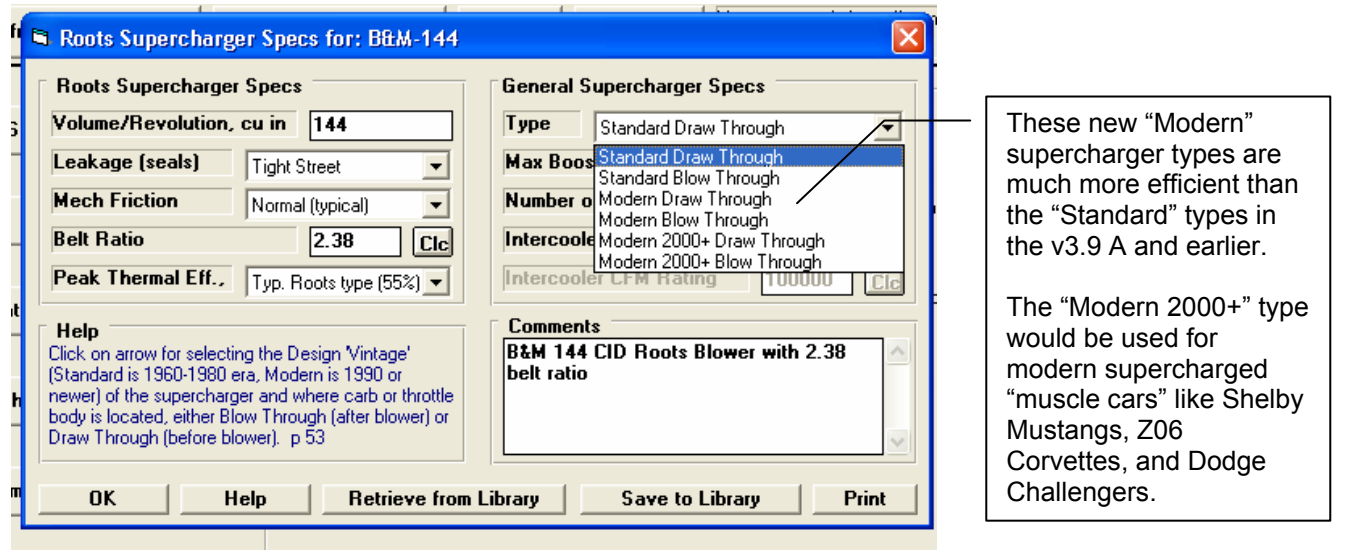 Roots Supercharger Specs for: B&M-144
Roots Supercharger Specs
Volume/Revolution, cu in 144
Leakage (seals) Tight Street
Mech Friction Normal (typical)
Belt Ratio 2.38 Clc
Peak Thermal Eff., Typ. Roots type (55%)
General Supercharger Specs
Type Standard Draw Through
Max Boos
Number o
Intercoole
Standard Draw Through
Standard Blow Through
Modern Draw Through
Modern Blow Through
Modern 2000+ Draw Through
Modern 2000+ Blow Through
Intercooler CFM Rating 100000 Clc
Help
Click on arrow for selecting the Design 'Vintage'
(Standard is 1960-1980 era, Modern is 1990 or
newer) of the supercharger and where carb or throttle
body is located, either Blow Through (after blower) or
Draw Through (before blower). p 53
Comments
B&M 144 CID Roots Blower with 2.38
belt ratio
OK Help Retrieve from Library Save to Library Print
These new “Modern”
supercharger types are
much more efficient than
the “Standard” types in
the v3.9 A and earlier.
The “Modern 2000+” type
would be used for
modern supercharged
“muscle cars” like Shelby
Mustangs, Z06
Corvettes, and Dodge
Challengers.